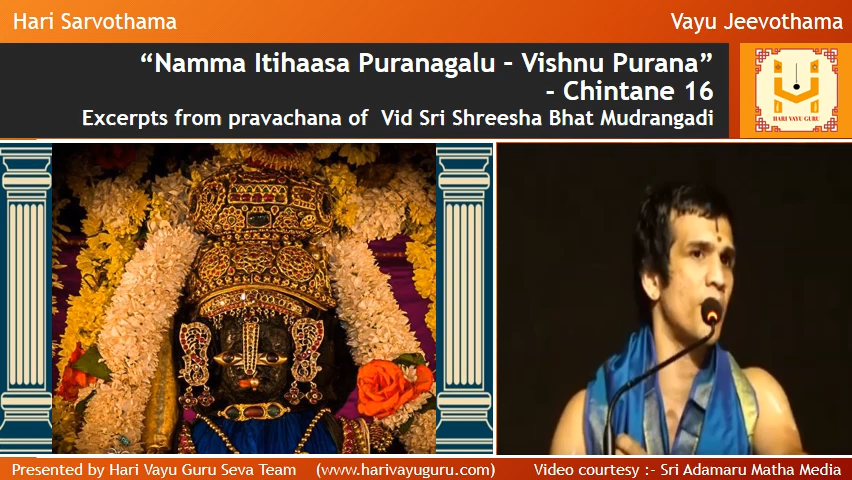 Hari Sarvothama
Vayu Jeevothama
“Namma Itihaasa Puranagalu – Vishnu Purana”
- Chintane 16
Excerpts from pravachana of Vid Sri Shreesha Bhat Mudrangadi
HARI VAYU GURU
Presented by Hari Vayu Guru Seva Team (www.harivayuguru.com)
Video courtesy :- Sri Adamaru Matha Media